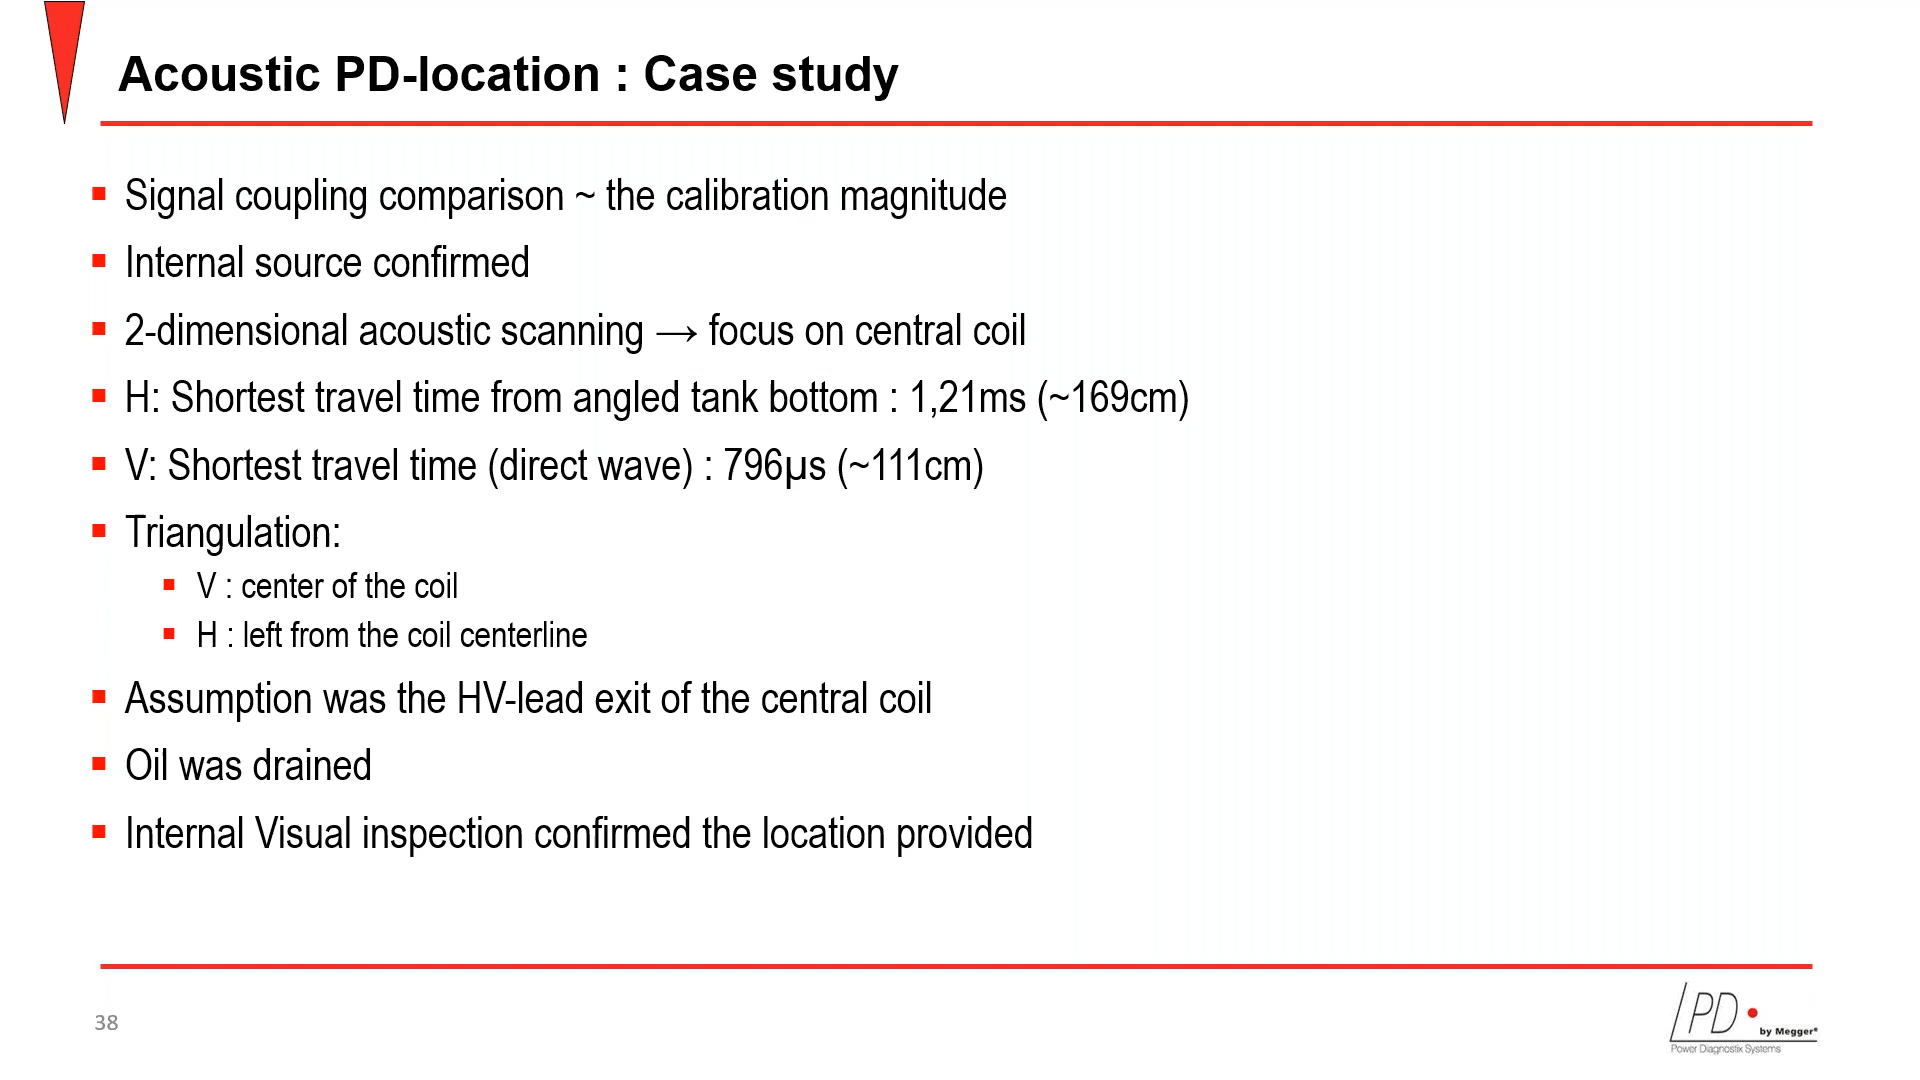 Acoustic PD-location : Case study
Signal coupling comparison ~ the calibration magnitude
Internal source confirmed
2-dimensional acoustic scanning → focus on central coil
H: Shortest travel time from angled tank bottom : 1,21ms (~169cm)
V: Shortest travel time (direct wave) : 796µs (~111cm)
Triangulation:
V : center of the coil
H : left from the coil centerline
Assumption was the HV-lead exit of the central coil
Oil was drained
Internal Visual inspection confirmed the location provided
38
PD
by Megger®
Power Diagnostix Systems